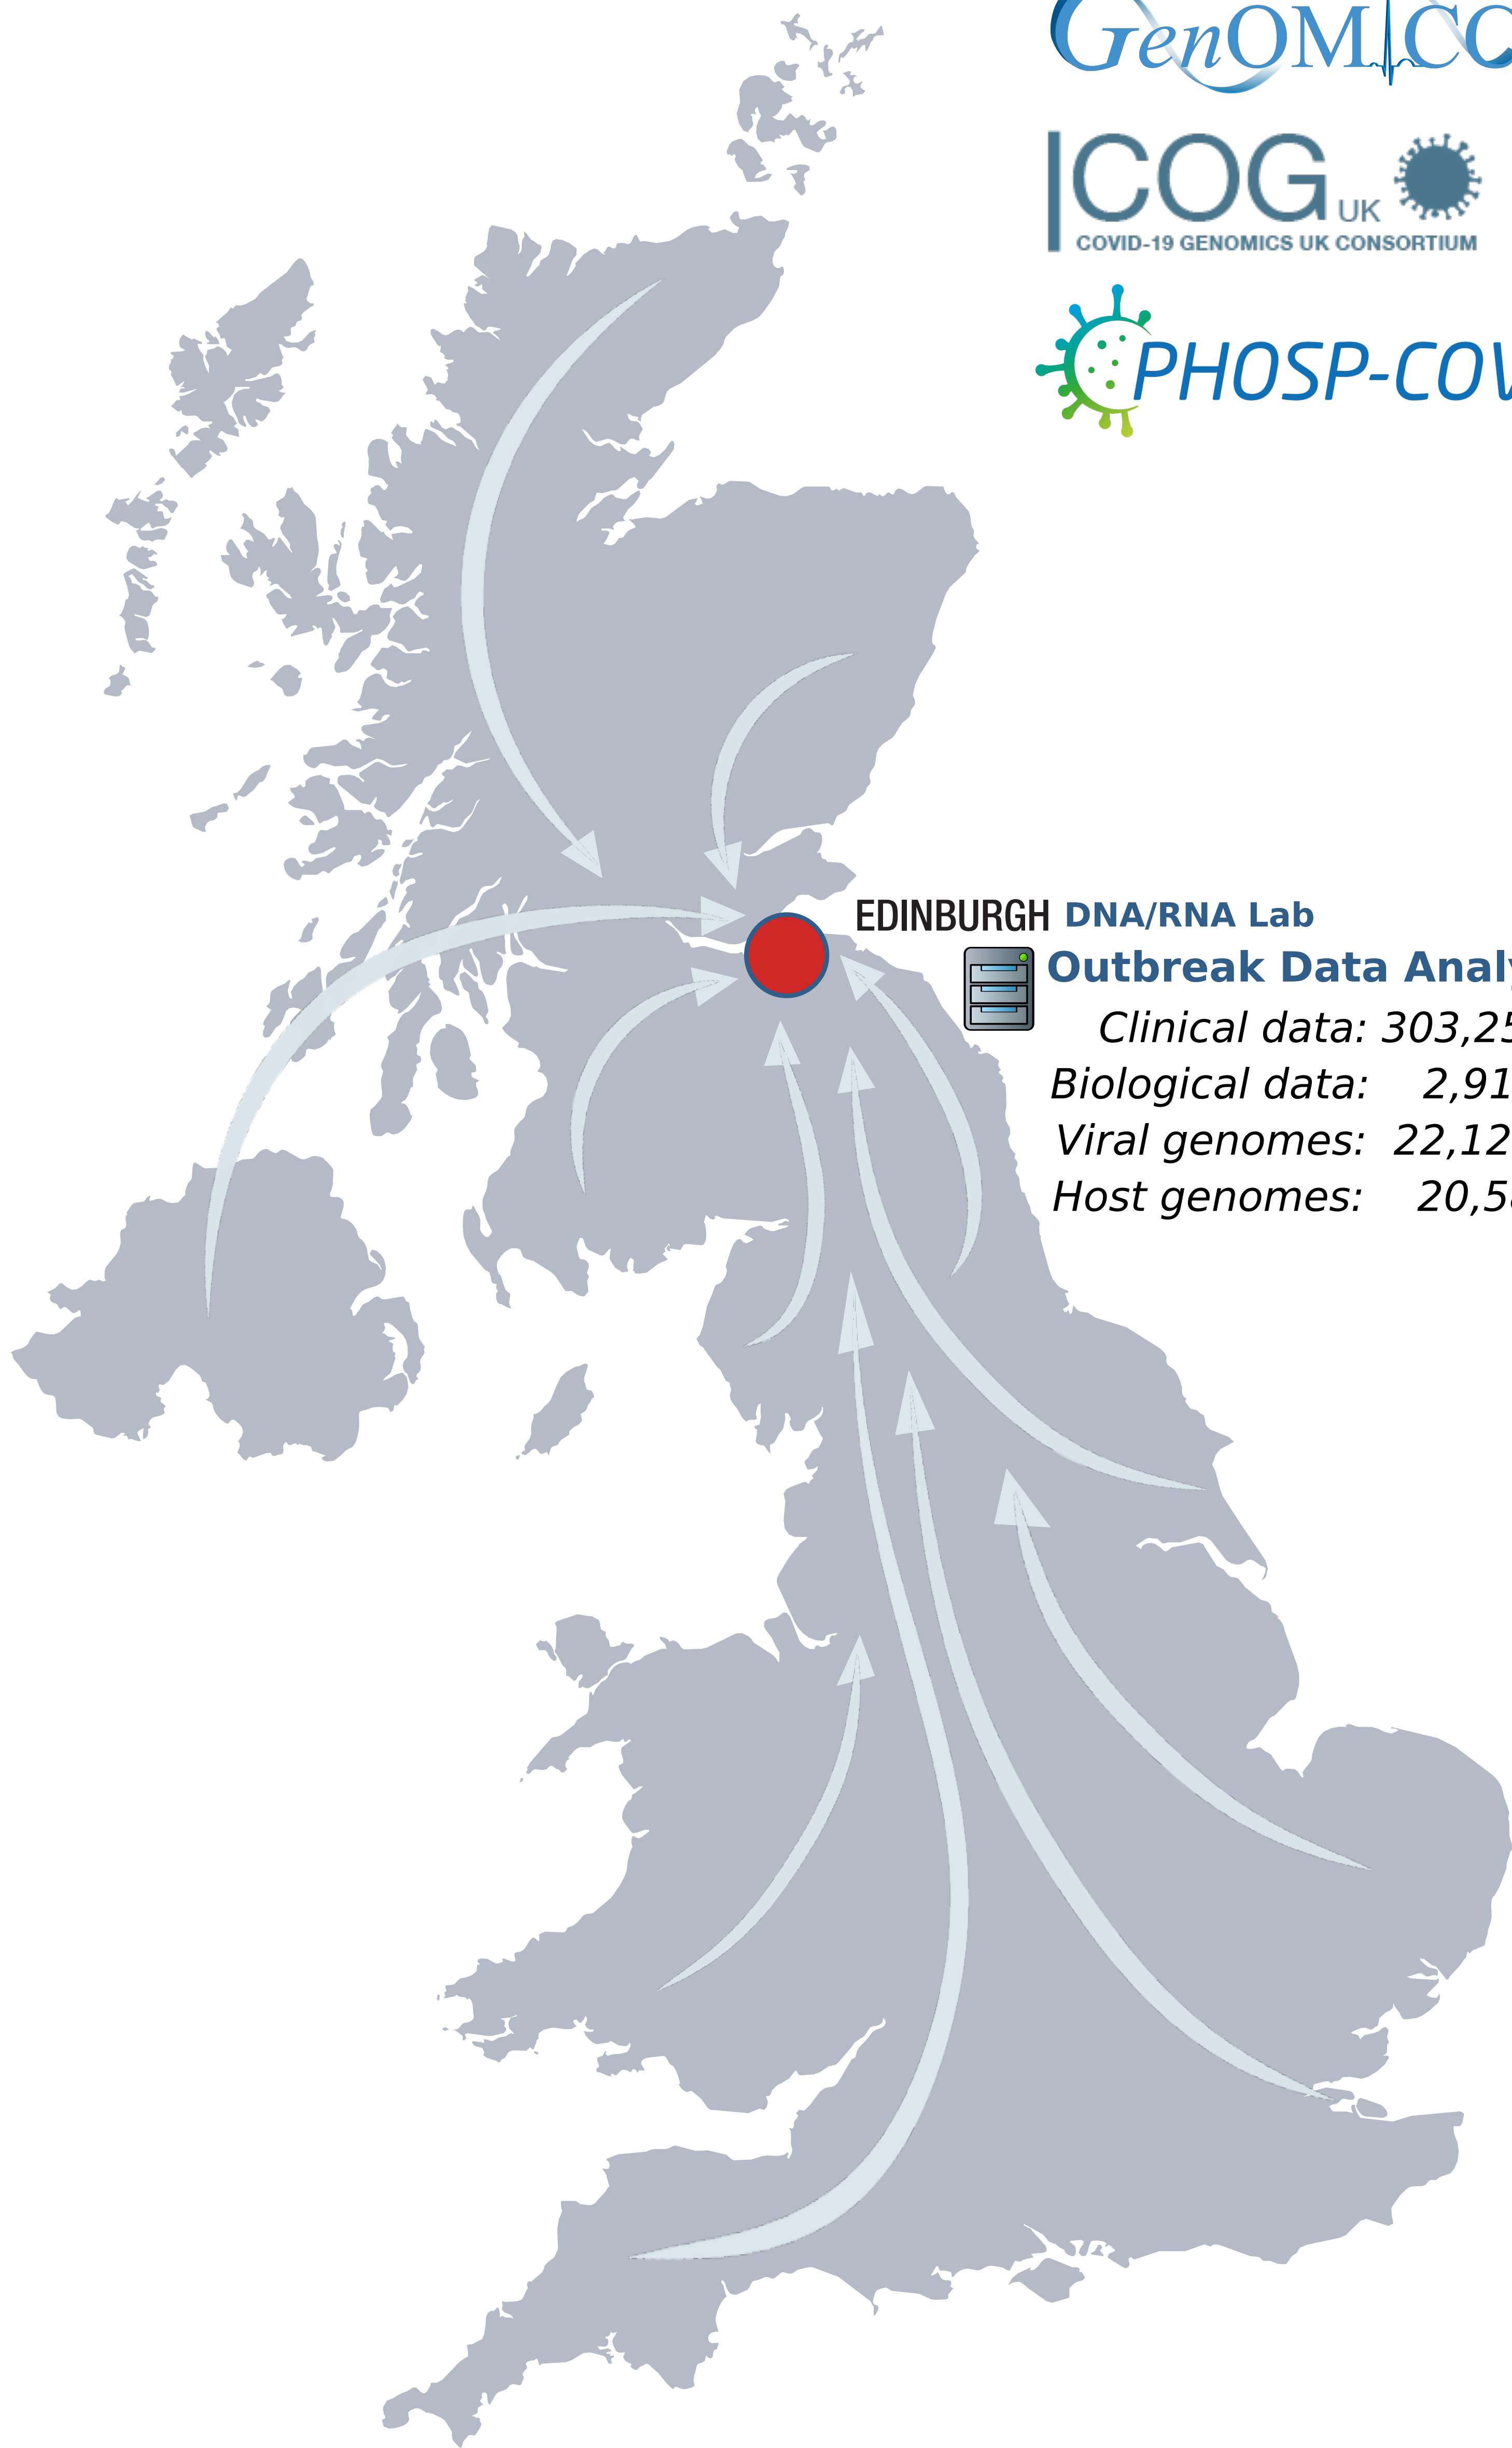 GenOMICC
COG UK
COVID-19 GENOMICS UK CONSORTIUM
PHOSP-COV
EDINBURGH DNA/RNA Lab
Outbreak Data Analy
Clinical data: 303,25
Biological data: 2,91
Viral genomes: 22,12
Host genomes: 20,5